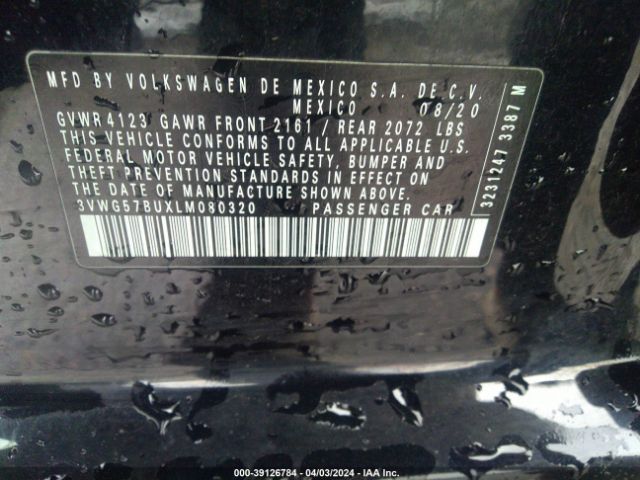 MFD BY VOLKSWAGEN DE MEXICO S.A. DE C.V.
MEXICO 08/20
GVWR 4123 GAWR FRONT 2161 / REAR 2072 LBS
THIS VEHICLE CONFORMS TO ALL APPLICABLE U.S.
FEDERAL MOTOR VEHICLE SAFETY, BUMPER AND
THEFT PREVENTION STANDARDS IN EFFECT ON
THE DATE OF MANUFACTURE SHOWN ABOVE.
3VWG57BUXLM080320 PASSENGER CAR
3231247 3387 M
000-39126784 - 04/03/2024 - IAA Inc.